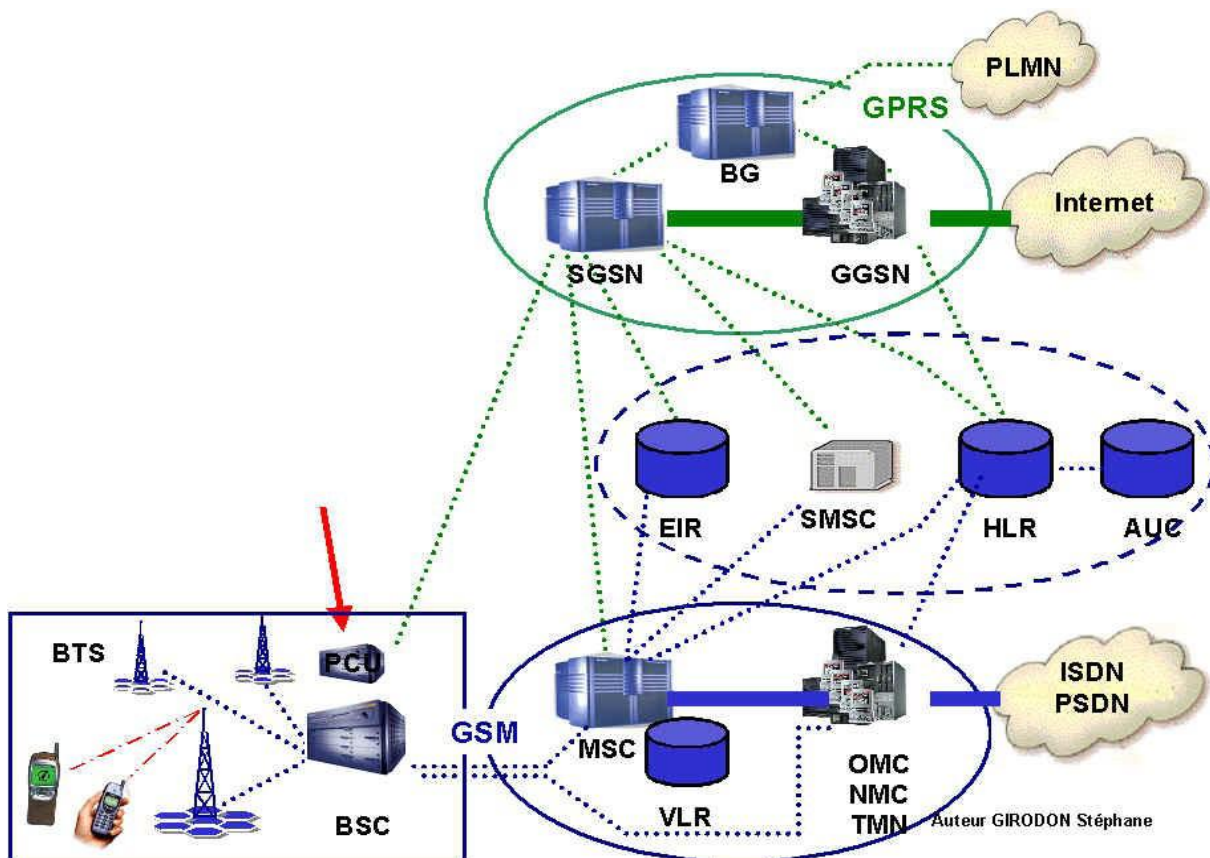 PLMN
GPRS
BG
Internet
SGSN
GGSN
EIR
SMSC
HLR
AUC
BTS
PCU
GSM
MSC
ISDN
PSDN
BSC
VLR
OMC
NMC
TMN
Auteur GIRODON Stéphane